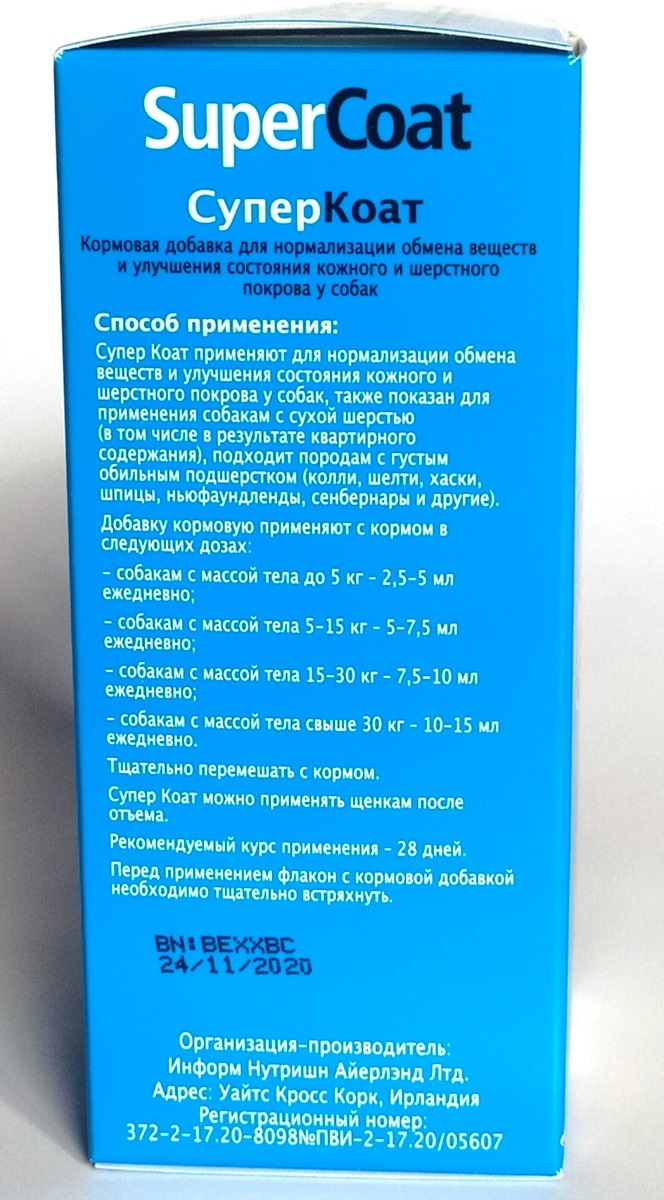 SuperCoat
СуперКоат
Кормовая добавка для нормализации обмена веществ
и улучшения состояния кожного и шерстного
покрова у собак
Способ применения:
Супер Коат применяют для нормализации обмена
веществ и улучшения состояния кожного и
шерстного покрова у собак, также показан для
применения собакам с сухой шерстью
(в том числе в результате квартирного
содержания), подходит породам с густым
обильным подшерстком (колли, шелти, хаски,
шпицы, ньюфаундленды, сенбернары и другие).
Добавку кормовую применяют с кормом в
следующих дозах:
– собакам с массой тела до 5 кг – 2,5–5 мл
ежедневно;
– собакам с массой тела 5–15 кг – 5–7,5 мл
ежедневно;
– собакам с массой тела 15–30 кг – 7,5–10 мл
ежедневно;
– собакам с массой тела свыше 30 кг – 10–15 мл
ежедневно.
Тщательно перемешать с кормом.
Супер Коат можно применять щенкам после
отъема.
Рекомендуемый курс применения – 28 дней.
Перед применением флакон с кормовой добавкой
необходимо тщательно встряхнуть.
BN:BEXXBC
24/11/2020
Организация–производитель:
Информ Нутришн Айерлэнд Лтд.
Адрес: Уайтс Кросс Корк, Ирландия
Регистрационный номер:
372-2-17.20-8098№ПВИ-2-17.20/05607